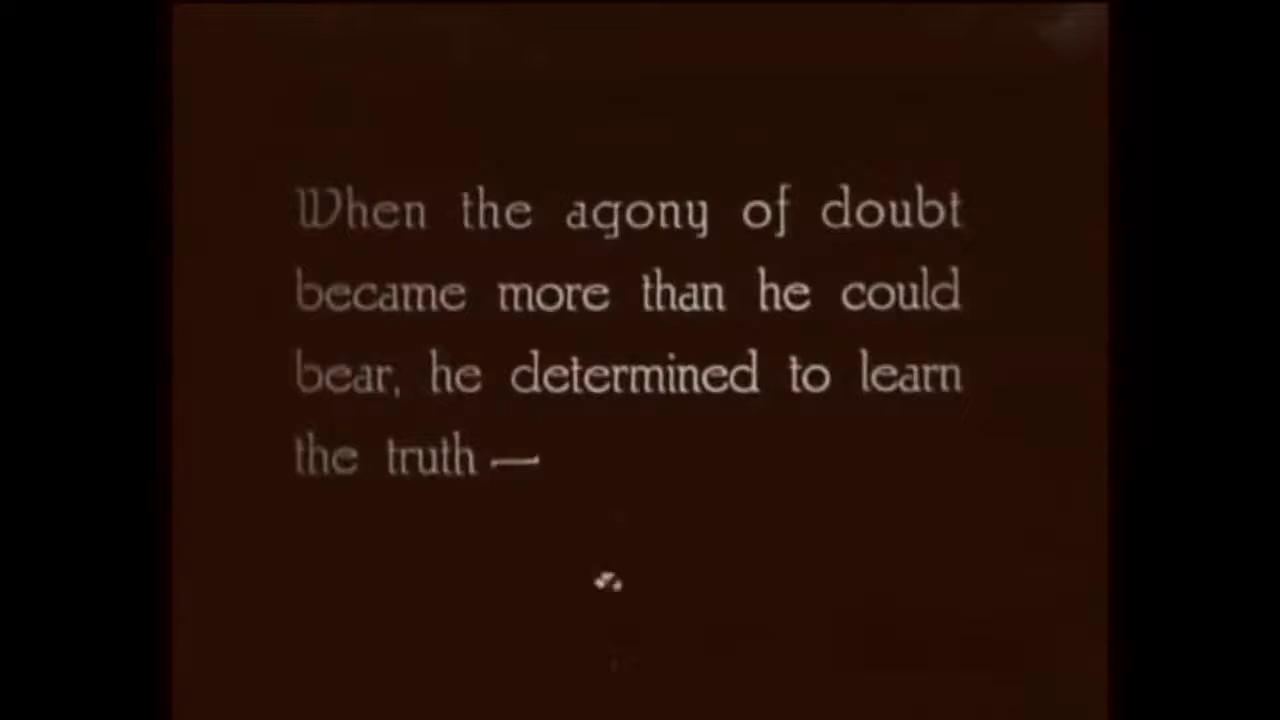 When the agony of doubt
became more than he could
bear, he determined to learn
the truth —